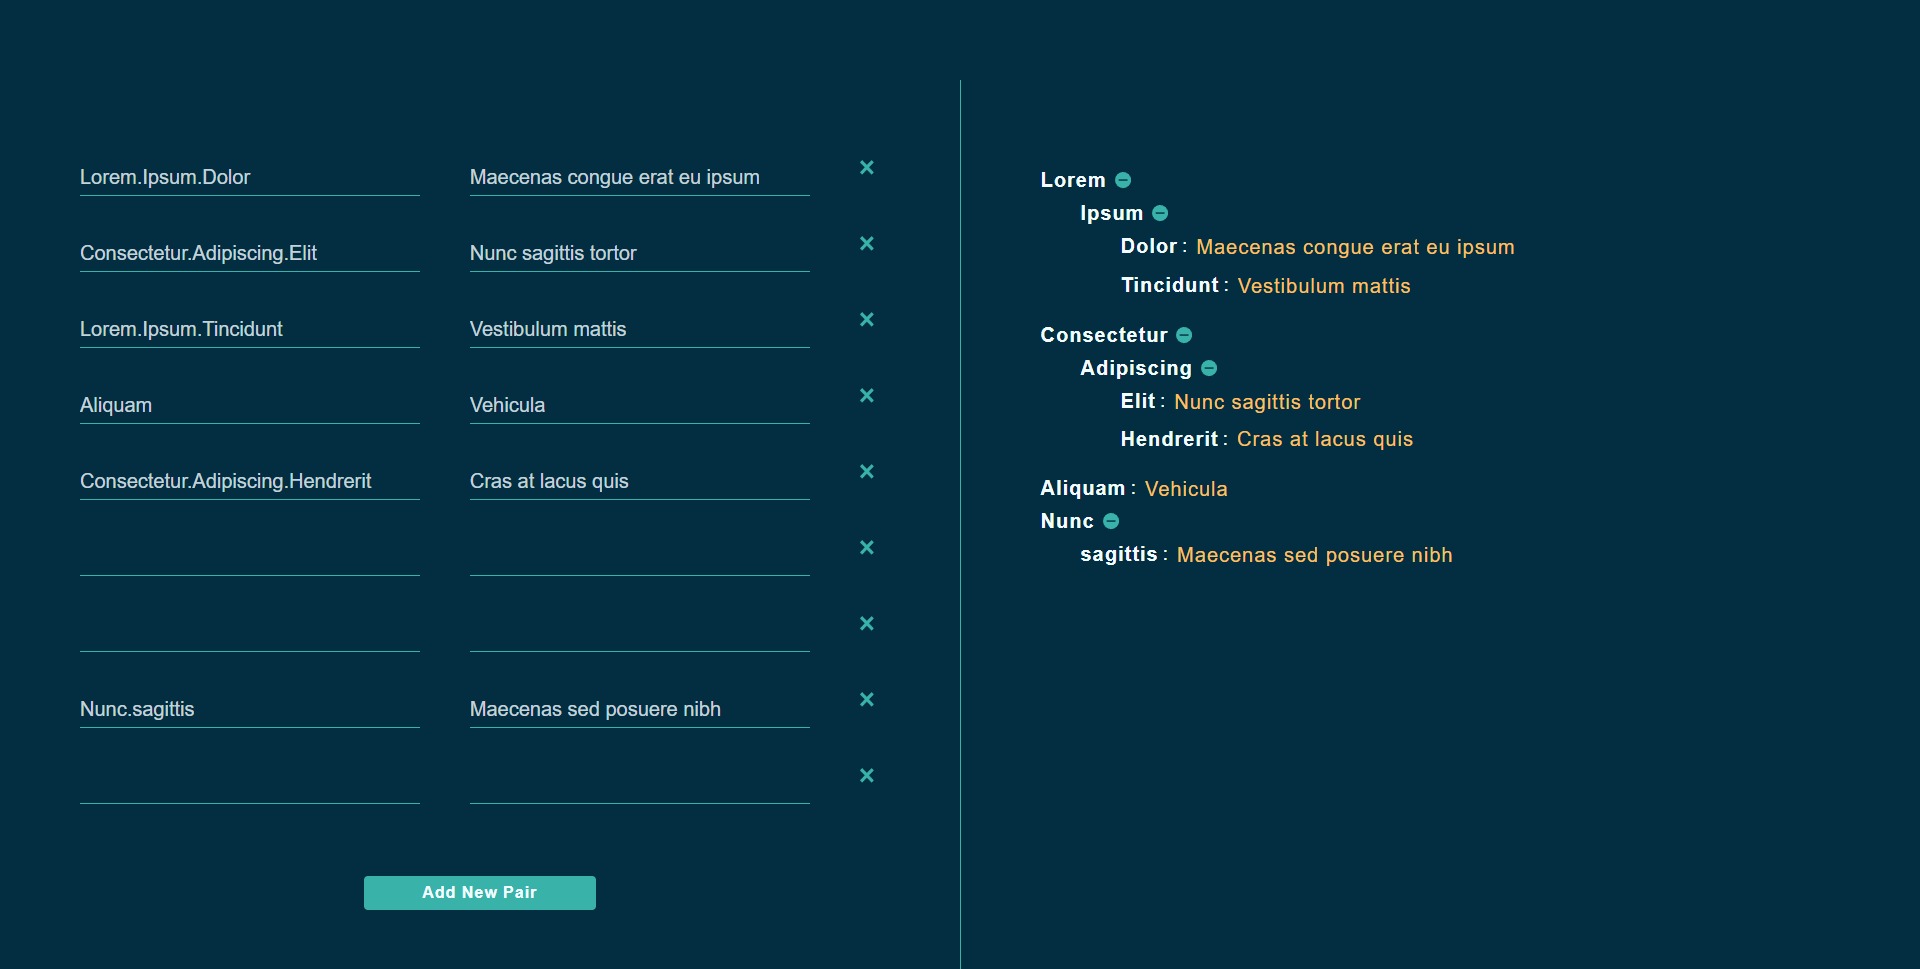 Lorem.Ipsum.Dolor Maecenas congue erat eu ipsum ×
Consectetur.Adipiscing.Elit Nunc sagittis tortor ×
Lorem.Ipsum.Tincidunt Vestibulum mattis ×
Aliquam Vehicula ×
Consectetur.Adipiscing.Hendrerit Cras at lacus quis ×
×
×
Nunc.sagittis Maecenas sed posuere nibh ×
×
Add New Pair
Lorem
Ipsum
Dolor : Maecenas congue erat eu ipsum
Tincidunt : Vestibulum mattis
Consectetur
Adipiscing
Elit : Nunc sagittis tortor
Hendrerit : Cras at lacus quis
Aliquam : Vehicula
Nunc
sagittis : Maecenas sed posuere nibh